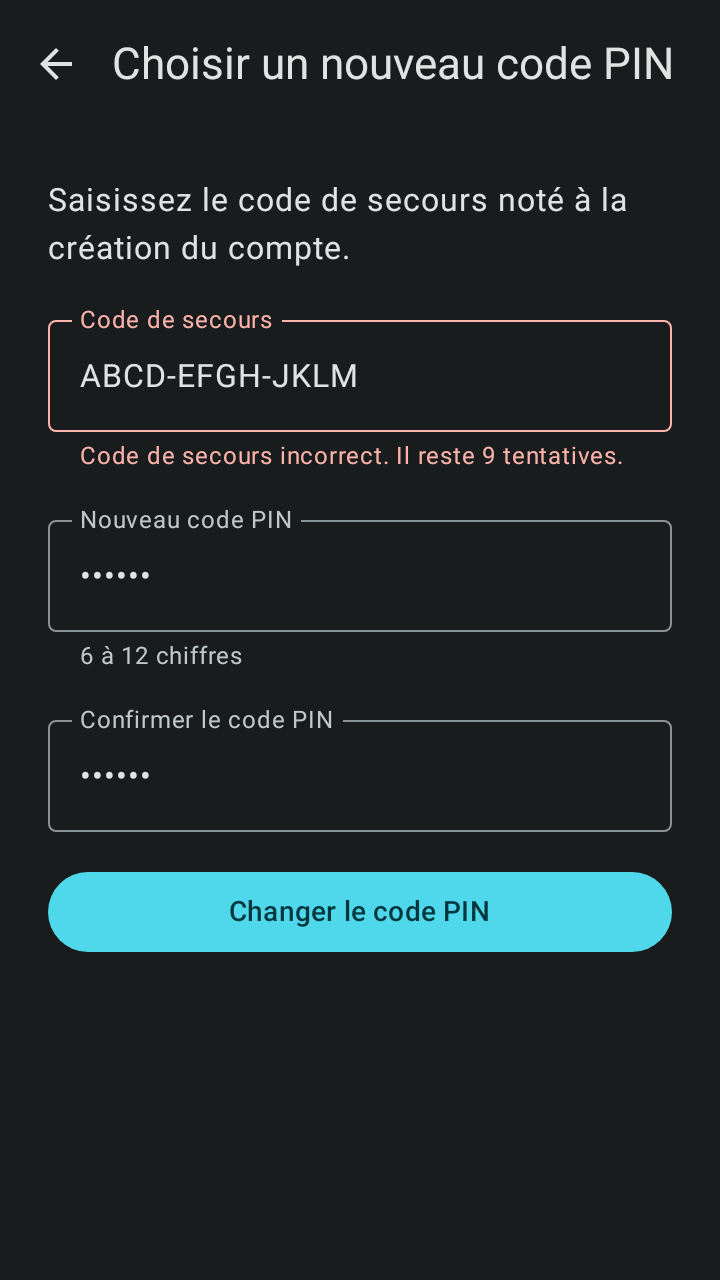 Choisir un nouveau code PIN
Saisissez le code de secours noté à la
création du compte.
Code de secours
ABCD-EFGH-JKLM
Code de secours incorrect. Il reste 9 tentatives.
Nouveau code PIN
••••••
6 à 12 chiffres
Confirmer le code PIN
••••••
Changer le code PIN